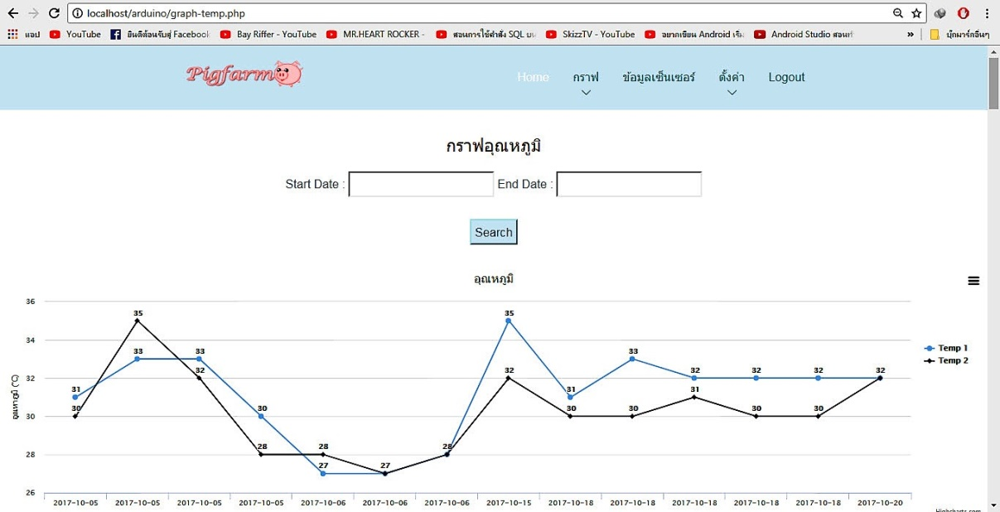 localhost/arduino/graph-temp.php
แอป YouTube ยินดีต้อนรับสู่ Facebook Bay Riffer - YouTube MR.HEART ROCKER - สอนการใช้คำสั่ง SQL บน SkizzTV - YouTube อยากเขียน Android เริ่ม Android Studio สอนทำ » บุ๊กมาร์กอื่นๆ
Pigfarm Home กราฟ ข้อมูลเซ็นเซอร์ ตั้งค่า Logout
กราฟอุณหภูมิ
Start Date : End Date :
Search
อุณหภูมิ
อุณหภูมิ (°C)
36
34
32
30
28
26
31 33 33 30 27 27 28 35 31 33 32 32 32 32
30 35 32 28 28 32 30 30 31 30 30
Temp 1
Temp 2
2017-10-05 2017-10-05 2017-10-05 2017-10-05 2017-10-06 2017-10-06 2017-10-06 2017-10-15 2017-10-18 2017-10-18 2017-10-18 2017-10-18 2017-10-18 2017-10-20
Highcharts.com